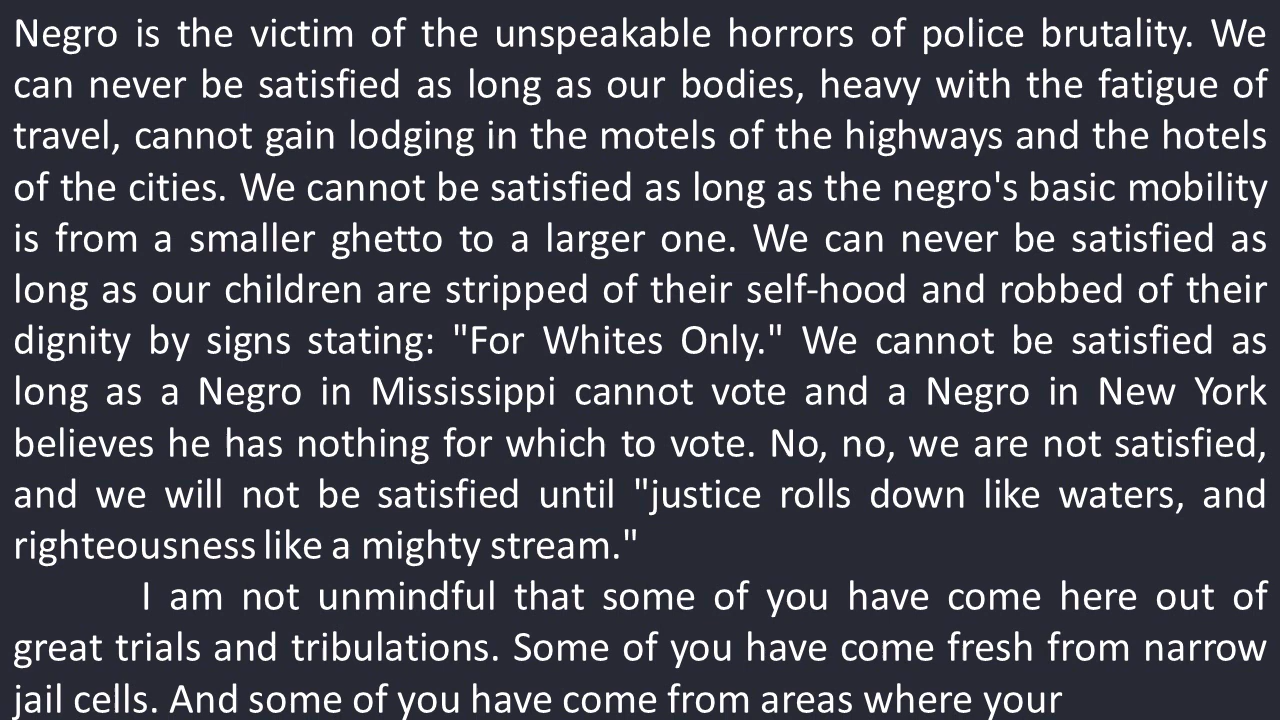 Negro is the victim of the unspeakable horrors of police brutality. We
can never be satisfied as long as our bodies, heavy with the fatigue of
travel, cannot gain lodging in the motels of the highways and the hotels
of the cities. We cannot be satisfied as long as the negro's basic mobility
is from a smaller ghetto to a larger one. We can never be satisfied as
long as our children are stripped of their self-hood and robbed of their
dignity by signs stating: "For Whites Only." We cannot be satisfied as
long as a Negro in Mississippi cannot vote and a Negro in New York
believes he has nothing for which to vote. No, no, we are not satisfied,
and we will not be satisfied until "justice rolls down like waters, and
righteousness like a mighty stream."
I am not unmindful that some of you have come here out of
great trials and tribulations. Some of you have come fresh from narrow
jail cells. And some of you have come from areas where your